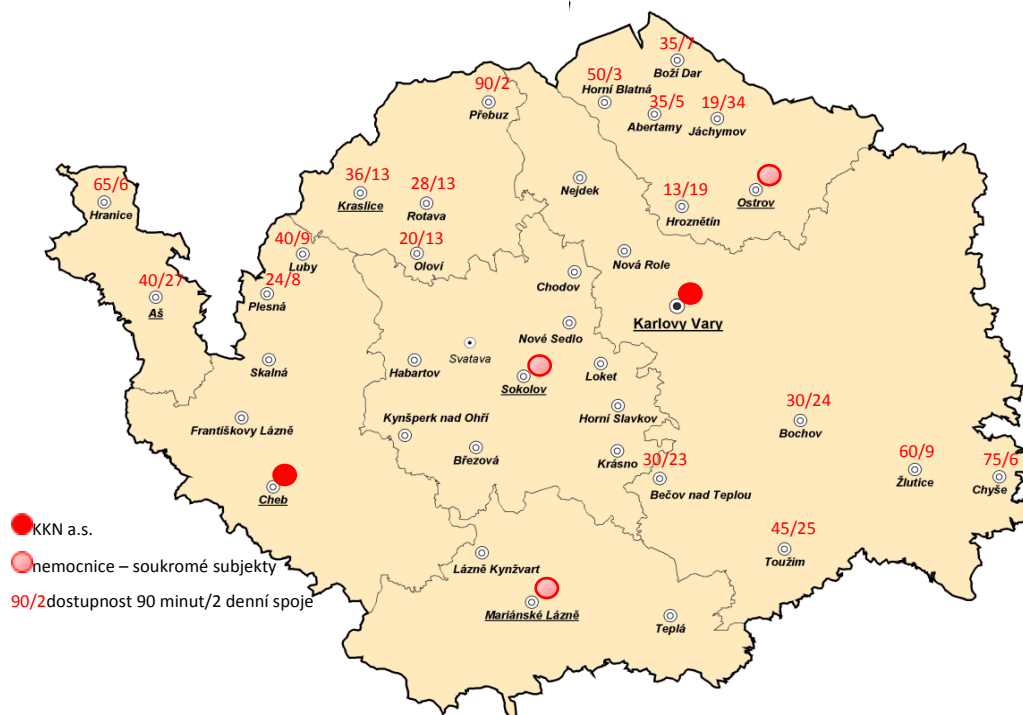 35/7
Boží Dar
50/3
Horní Blatná
90/2
Přebuz
35/5
Abertamy
19/34
Jáchymov
65/6
Hranice
36/13
Kraslice
28/13
Rotava
Nejdek
13/19
Hroznětín
Ostrov
40/9
Luby
20/13
Oloví
Nová Role
40/27
Aš
24/8
Plesná
Chodov
Karlovy Vary
Nové Sedlo
Svatava
Skalná
Habartov
Sokolov
Loket
Františkovy Lázně
Kynšperk nad Ohří
Horní Slavkov
30/24
Bochov
Březová
Krásno
30/23
Bečov nad Teplou
60/9
Žlutice
75/6
Chyše
Cheb
KKN a.s.
nemocnice – soukromé subjekty
90/2dostupnost 90 minut/2 denní spoje
45/25
Toužim
Lázně Kynžvart
Mariánské Lázně
Teplá